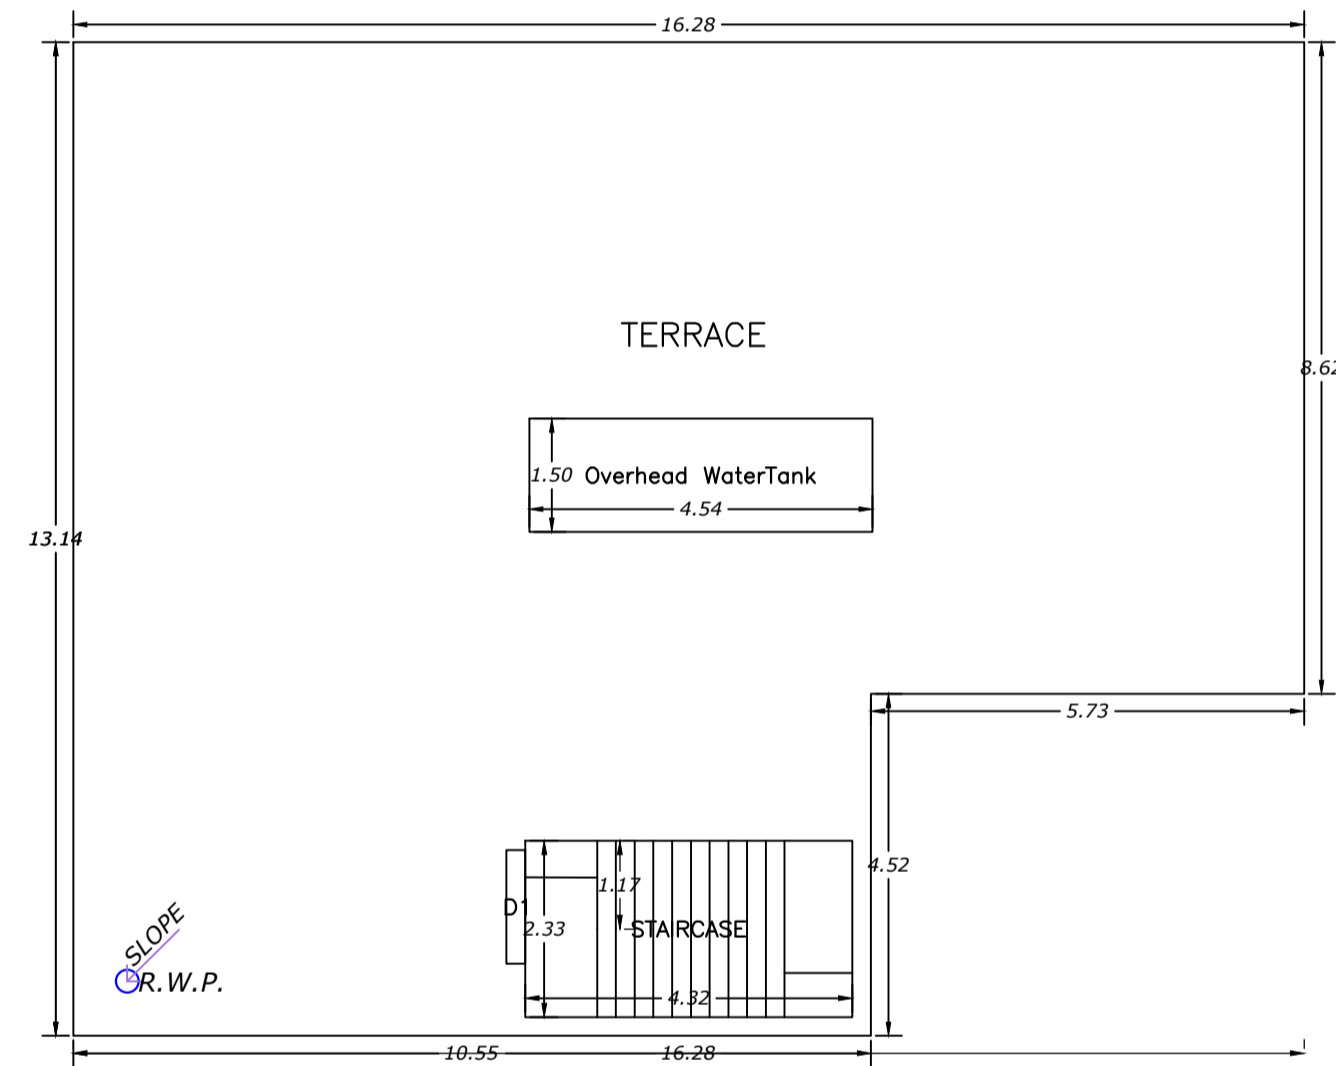 16.28
8.62
TERRACE
1.50 Overhead WaterTank
4.54
13.14
5.73
4.52
1.17
D1
2.33
STAIRCASE
SLOPE
R.W.P.
4.32
10.55
16.28